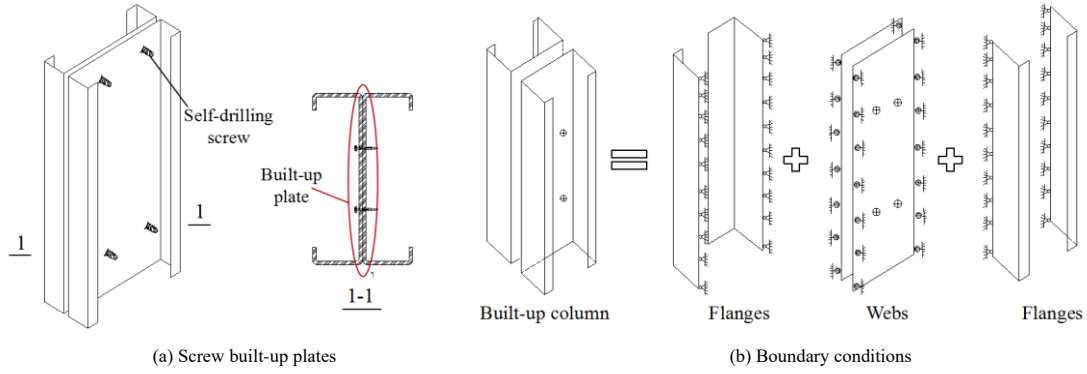 Self-drilling
screw
Built-up
plate
1
1
1-1
Built-up column
Flanges
Webs
Flanges
(a) Screw built-up plates
(b) Boundary conditions